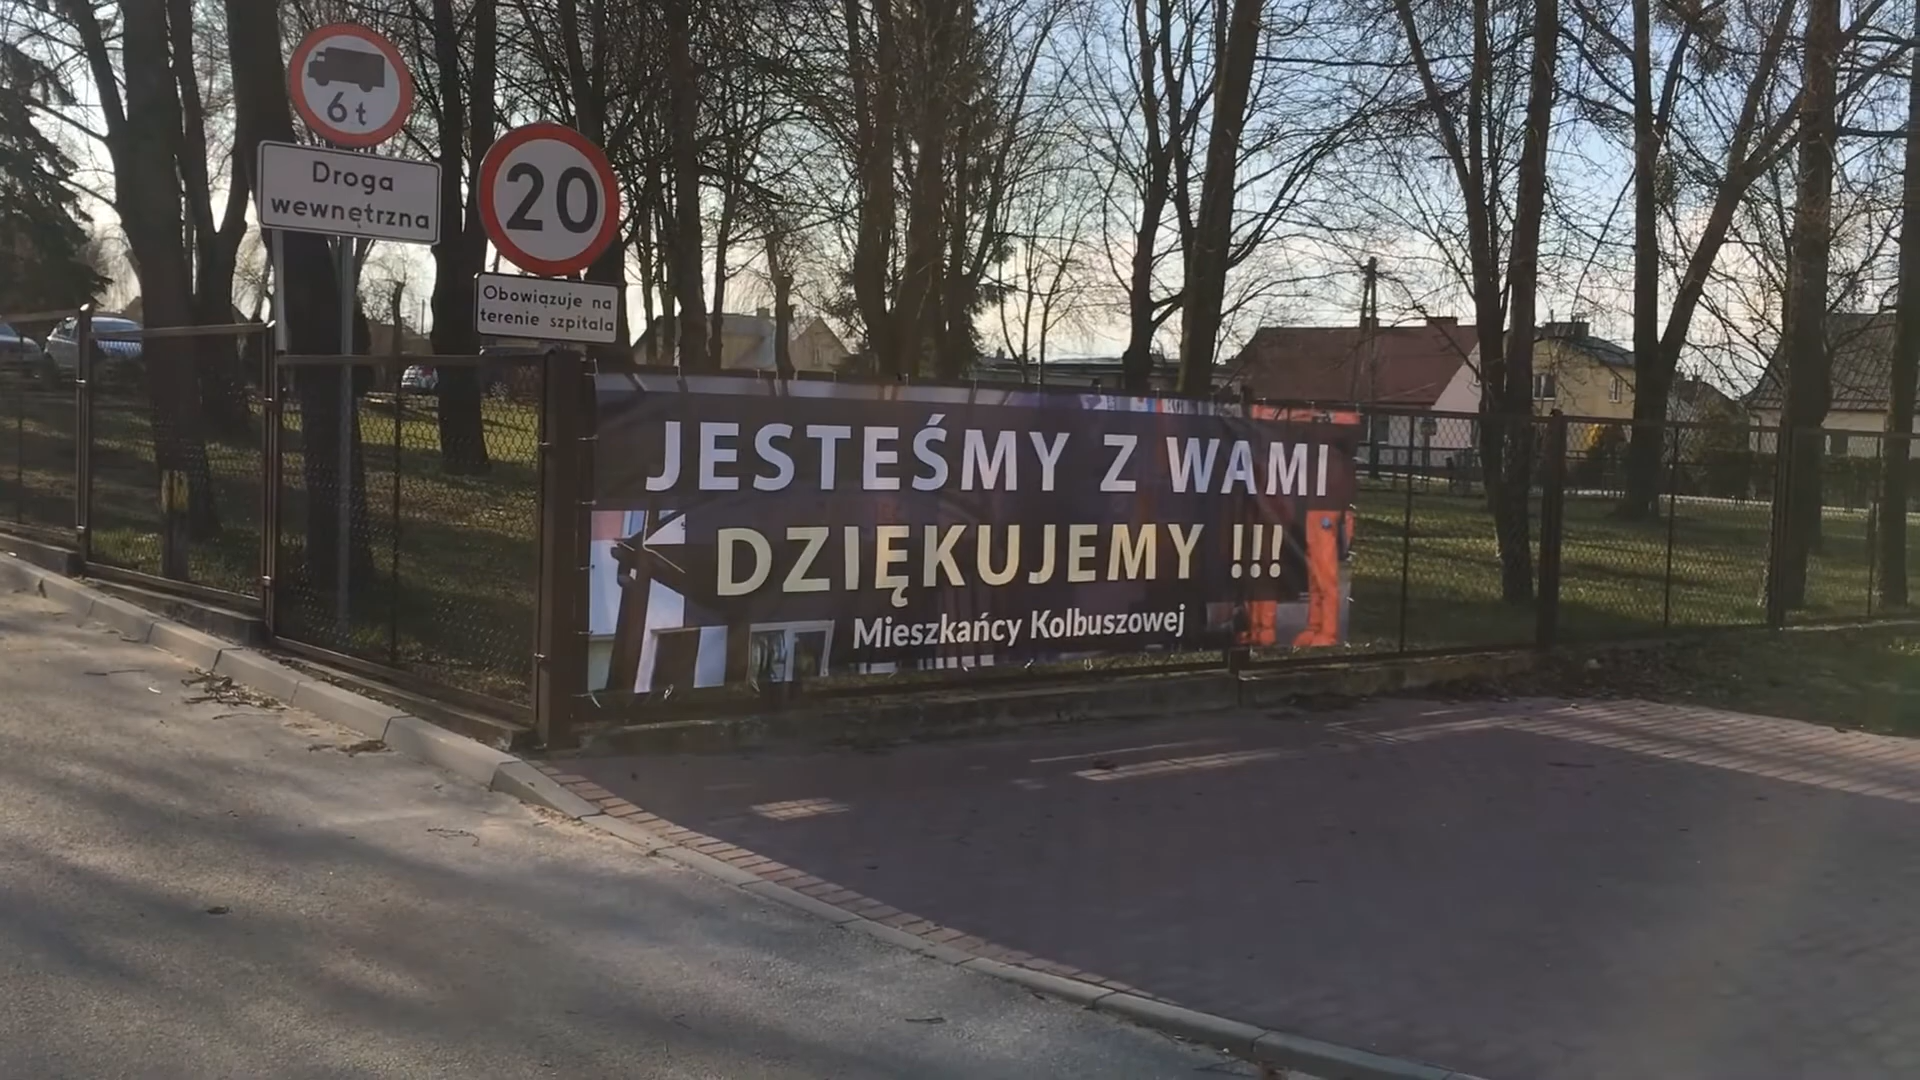 6 t
Droga
wewnętrzna
20
Obowiązuje na
terenie szpitala
JESTEŚMY Z WAMI
DZIĘKUJEMY !!!
Mieszkańcy Kolbuszowej